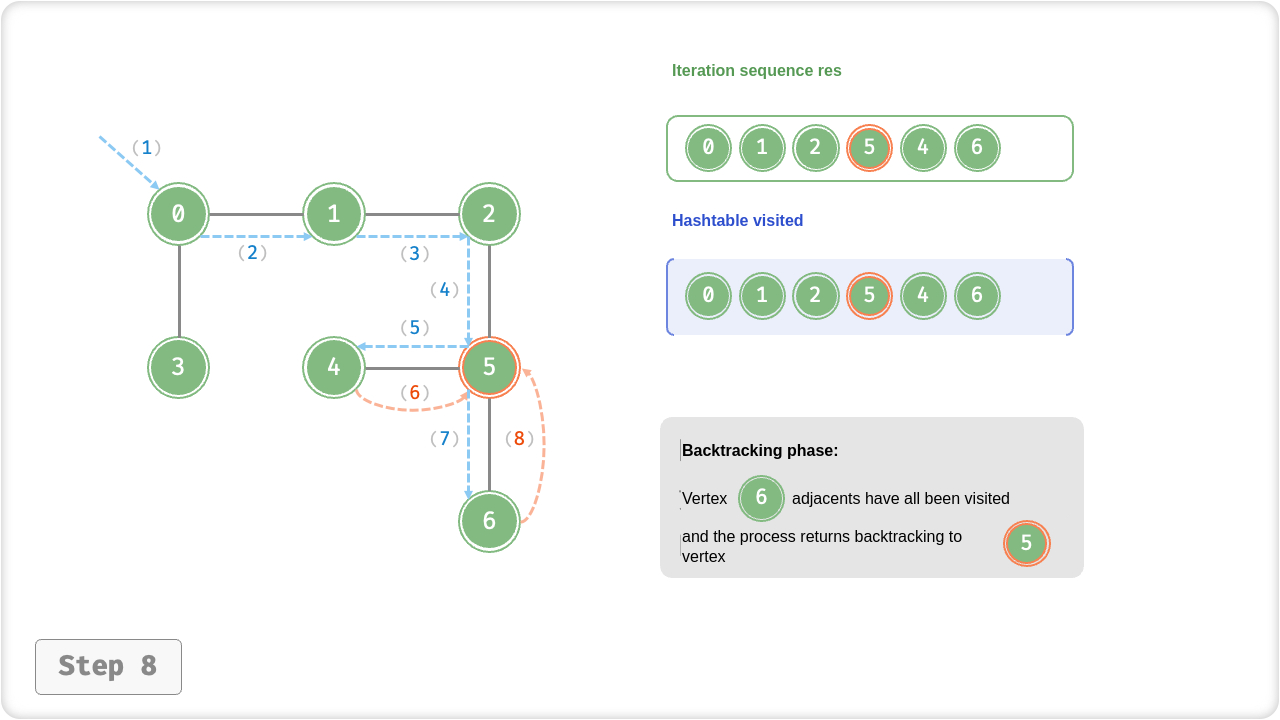 Iteration sequence res
0 1 2 5 4 6
(1)
0 1 2
(2) (3)
Hashtable visited
0 1 2 5 4 6
(4)
(5)
3 4 5
(6)
(7) (8)
6
Backtracking phase:
Vertex 6 adjacents have all been visited
and the process returns backtracking to
vertex
5
Step 8